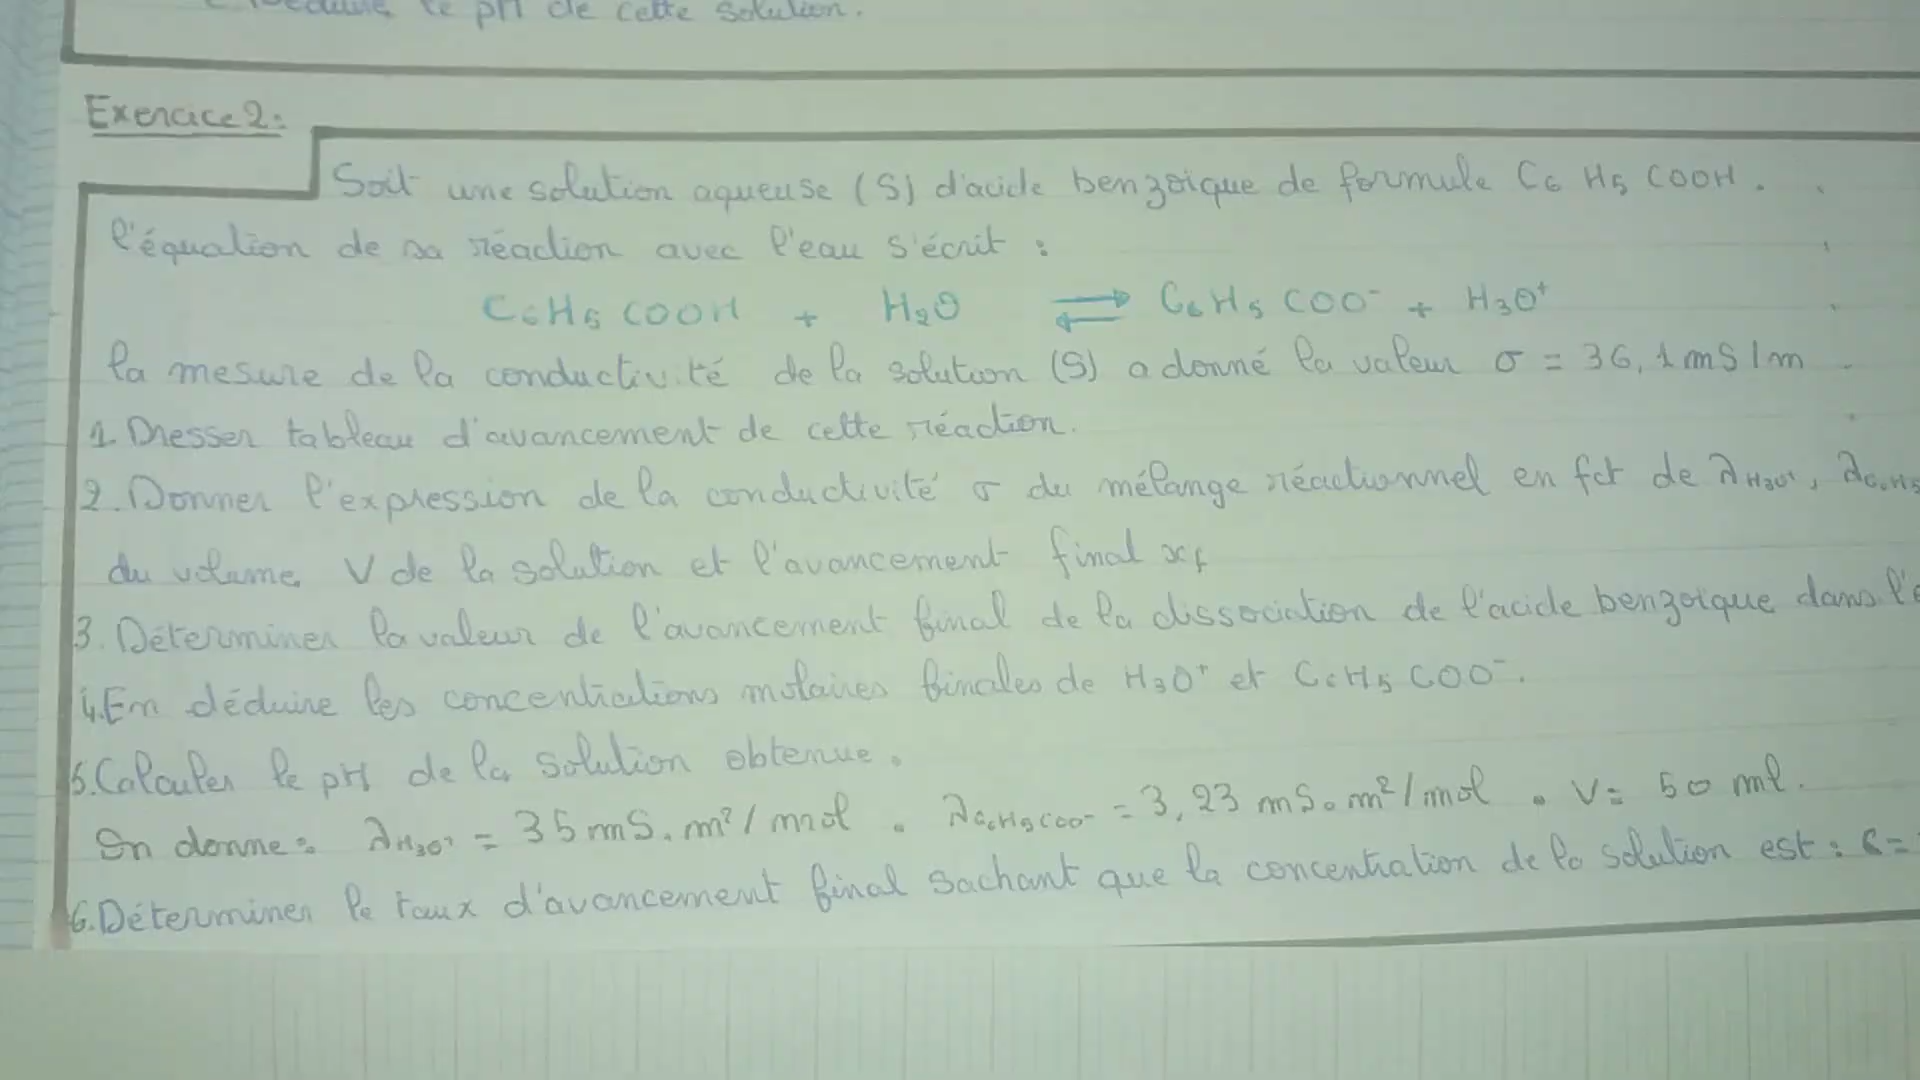 le pH de cette solution.
Exercice 2:
Soit une solution aqueuse (S) d'acide benzoïque de formule C6 H5 COOH.
l'équation de sa réaction avec l'eau s'écrit :
C6H5 COOH + H2O ⇌ C6H5 COO- + H3O+
la mesure de la conductivité de la solution (S) a donné la valeur σ = 36,1 mS/m
1. Dresser tableau d'avancement de cette réaction.
2. Donner l'expression de la conductivité σ du mélange réactionnel en fct de λH3O+, λC6H5
du volume V de la solution et l'avancement final xf
3. Déterminer la valeur de l'avancement final de la dissociation de l'acide benzoïque dans l'e
4. En déduire les concentrations molaires finales de H3O+ et C6H5 COO-.
5. Calculer le pH de la solution obtenue.
On donne : λH3O+ = 35 mS.m²/mol . λC6H5COO- = 3,23 mS.m²/mol . V= 50 ml.
6. Déterminer le taux d'avancement final sachant que la concentration de la solution est : C=